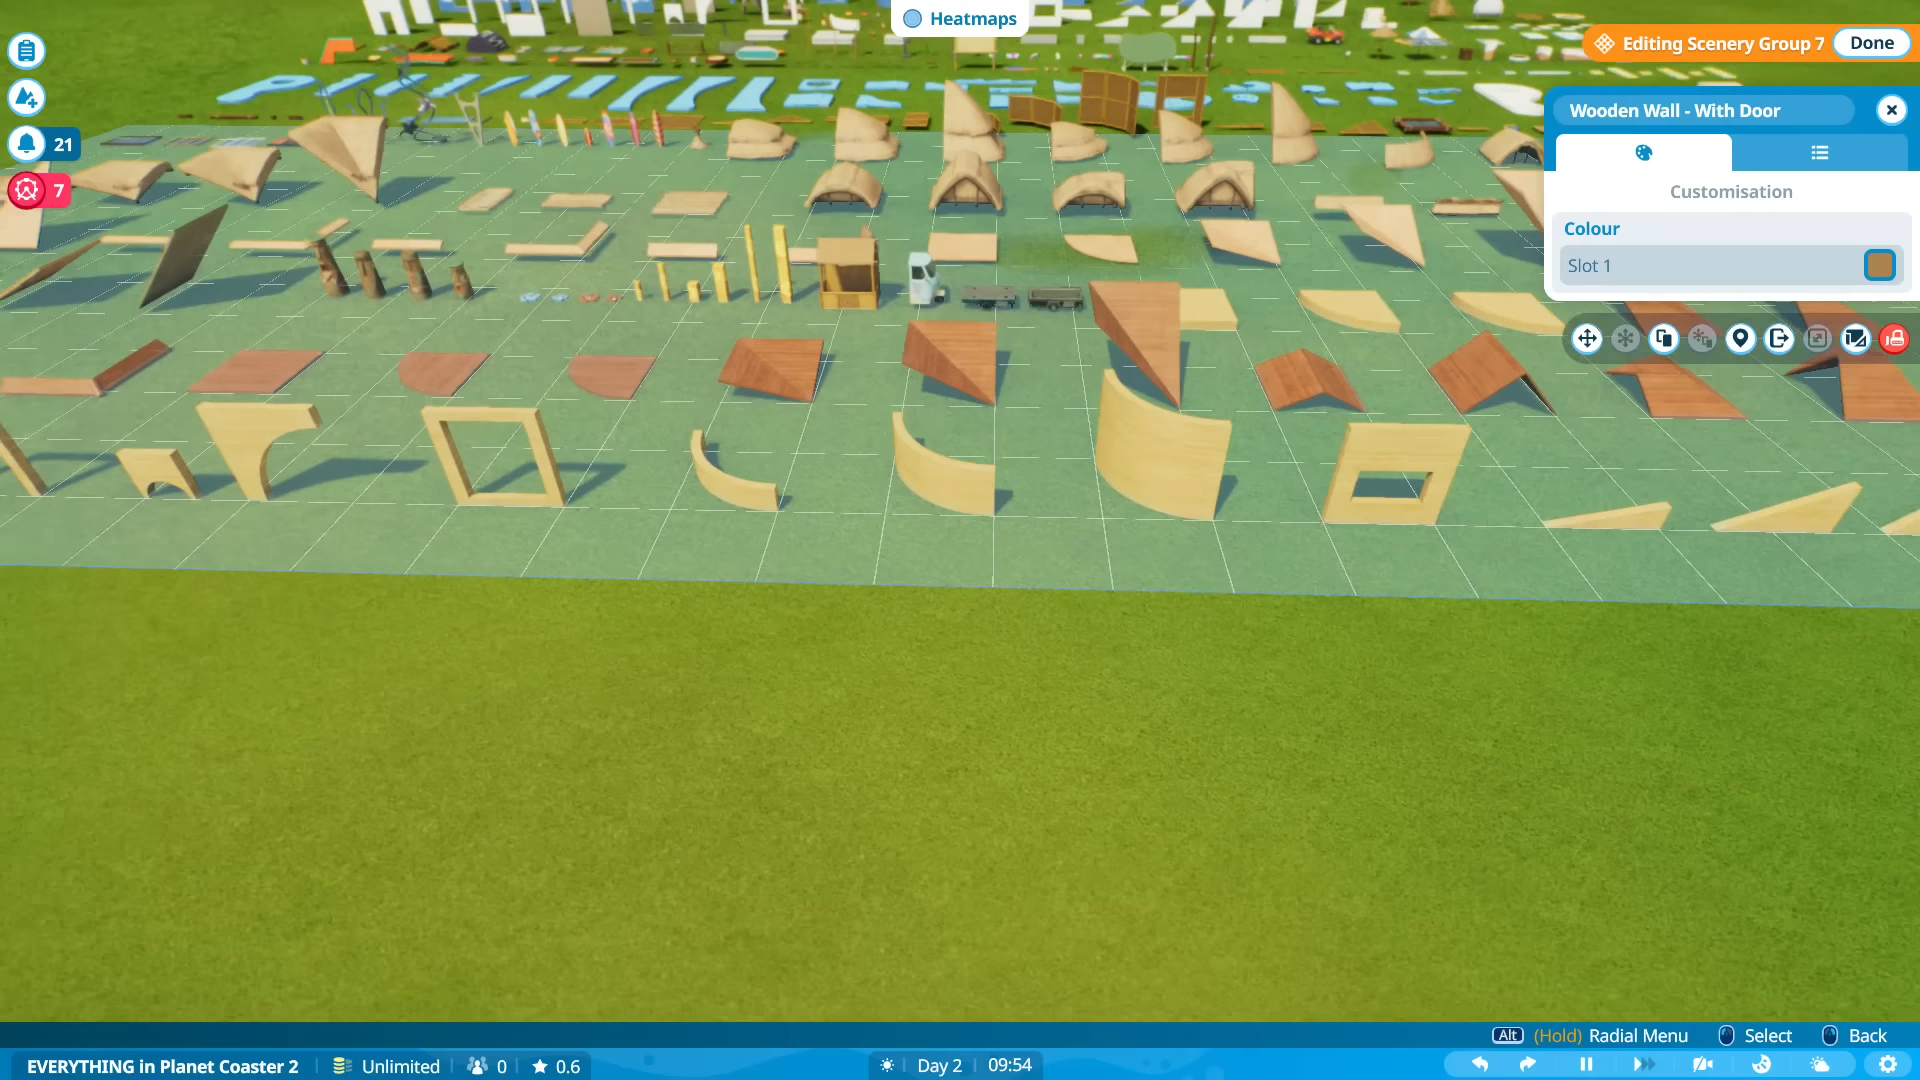 Heatmaps
Editing Scenery Group 7
Done
Wooden Wall - With Door
21
7
Customisation
Colour
Slot 1
Alt (Hold) Radial Menu Select Back
EVERYTHING in Planet Coaster 2 Unlimited 0 0.6 Day 2 09:54